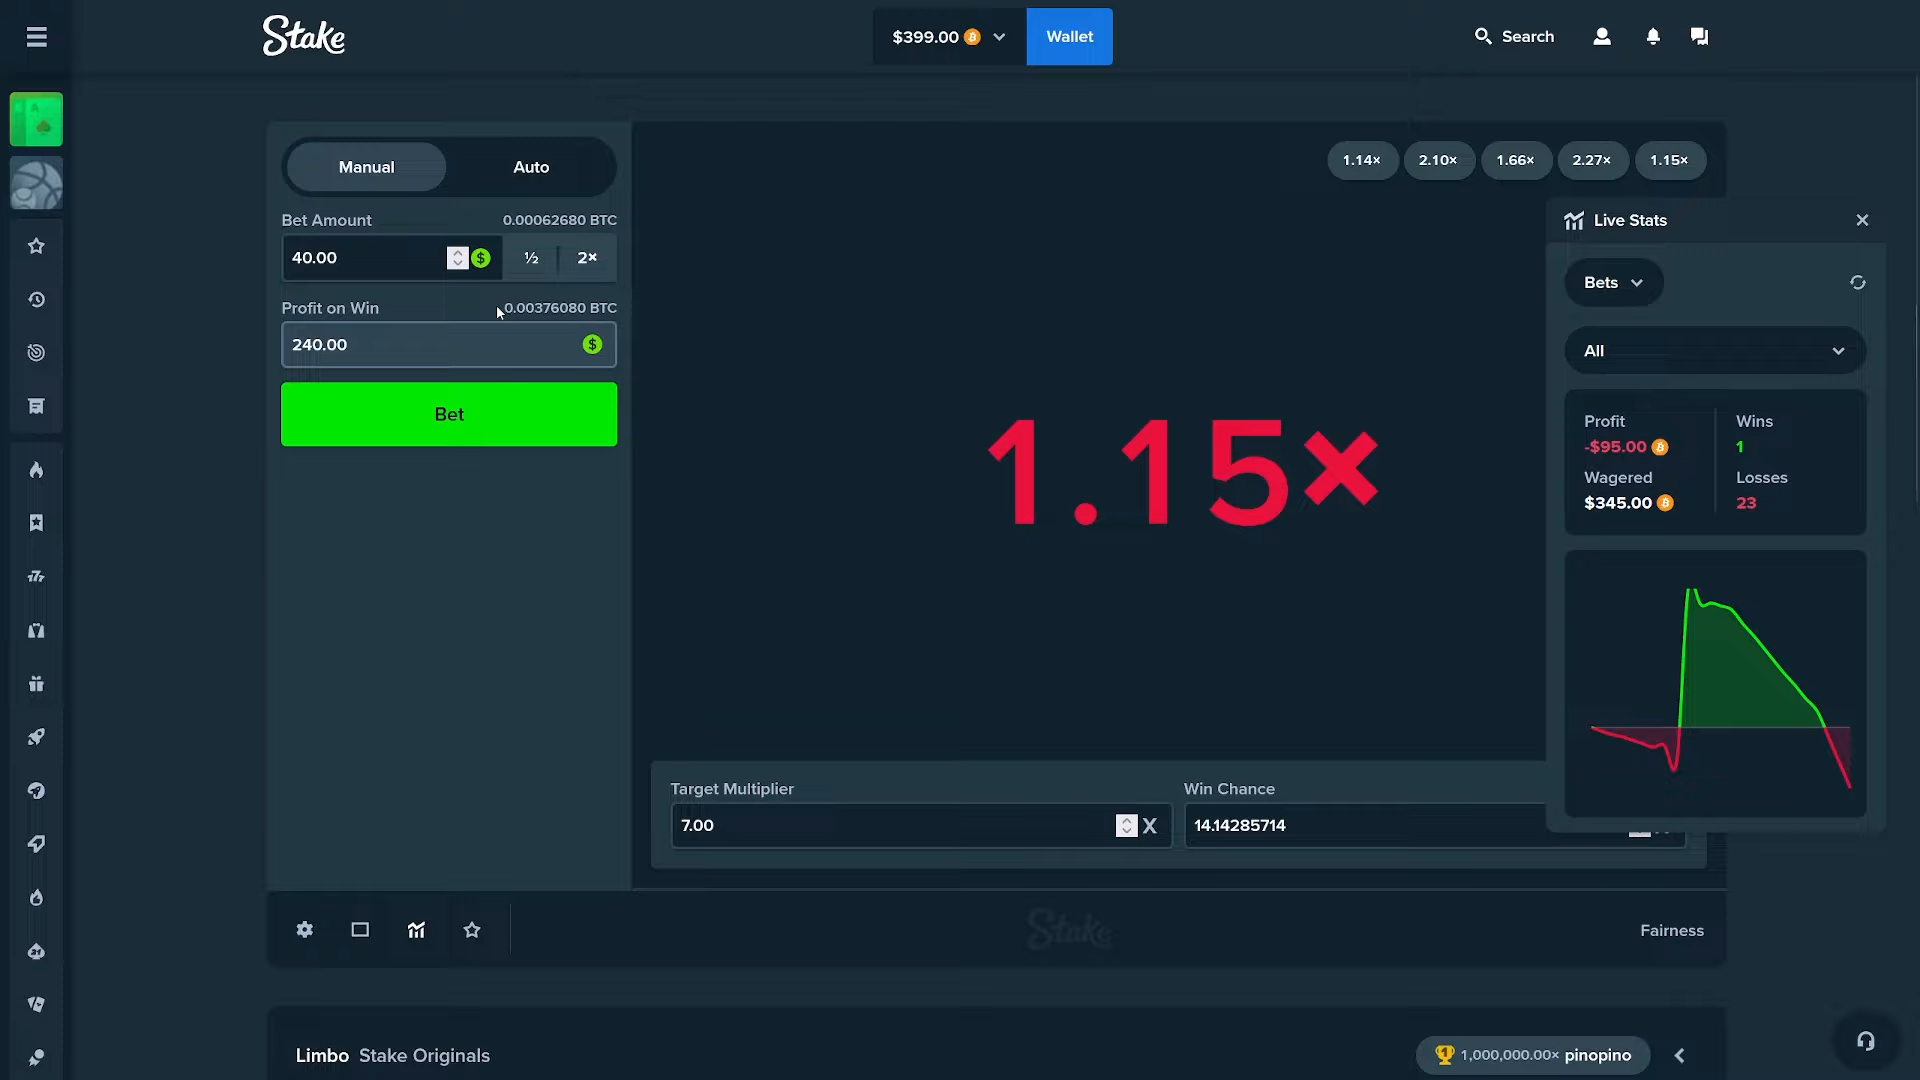 Stake
$399.00
Wallet
Search
Manual
Auto
1.14×
2.10×
1.66×
2.27×
1.15×
Bet Amount
0.00062680 BTC
40.00
½
2×
Live Stats
Bets
Profit on Win
0.00376080 BTC
240.00
All
Bet
1.15×
Profit
Wins
-$95.00
1
Wagered
Losses
$345.00
23
Target Multiplier
Win Chance
7.00
X
14.14285714
Stake
Fairness
Limbo
Stake Originals
1,000,000.00× pinopino